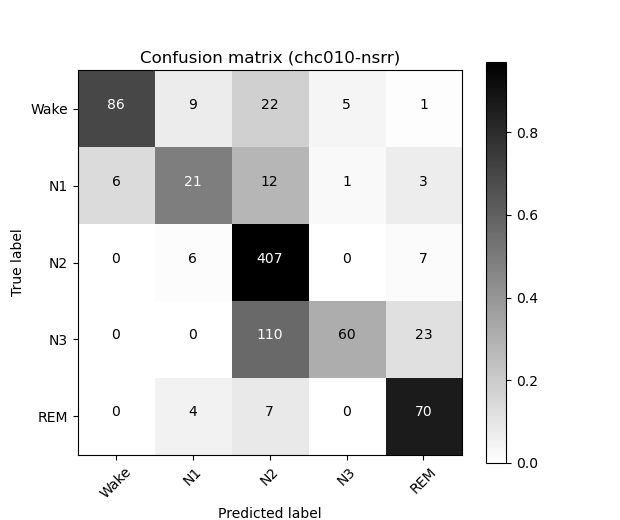 Confusion matrix (chc010-nsrr)
True label
Wake 86 9 22 5 1
N1 6 21 12 1 3
N2 0 6 407 0 7
N3 0 0 110 60 23
REM 0 4 7 0 70
Wake N1 N2 N3 REM
Predicted label
0.8
0.6
0.4
0.2
0.0